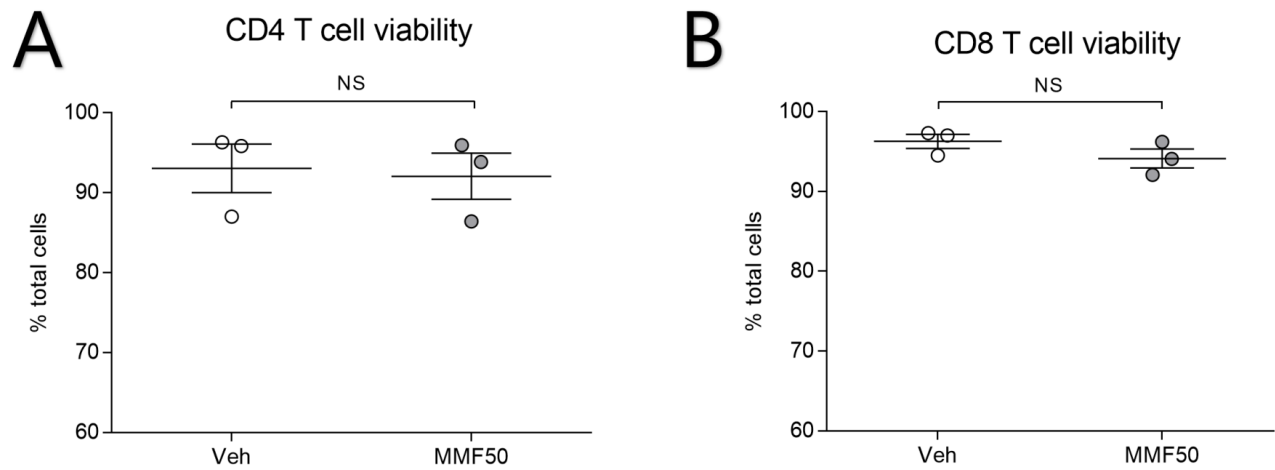 A
CD4 T cell viability
NS
% total cells
100
90
80
70
60
Veh
MMF50
B
CD8 T cell viability
NS
% total cells
100
90
80
70
60
Veh
MMF50